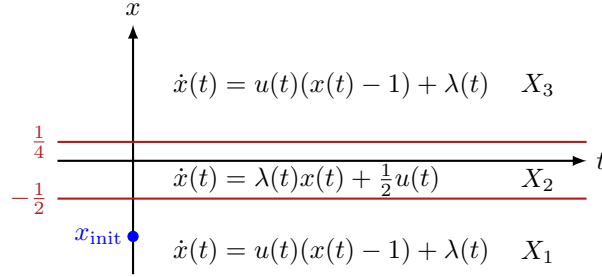 x
ẋ(t) = u(t)(x(t) − 1) + λ(t) X₃
1/4
t
ẋ(t) = λ(t)x(t) + ½u(t) X₂
−1/2
x_init
ẋ(t) = u(t)(x(t) − 1) + λ(t) X₁